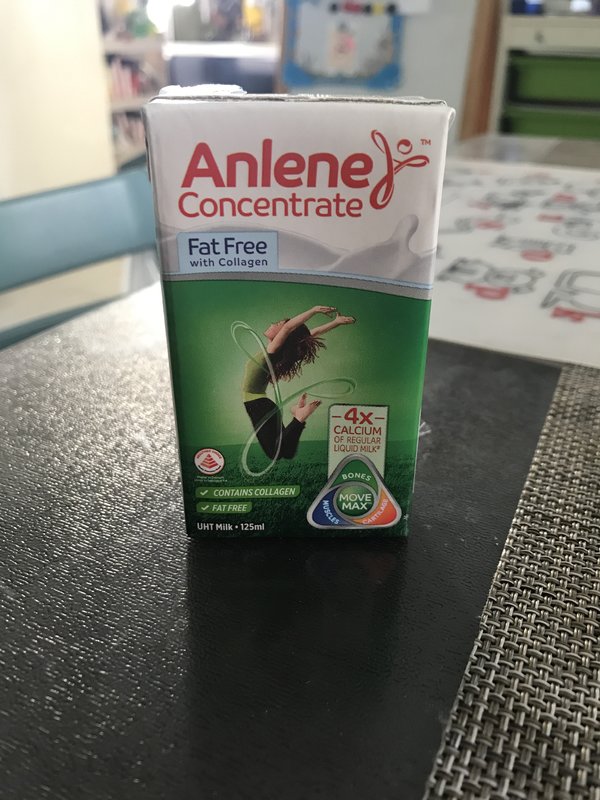 Anlene™
Concentrate
Fat Free
with Collagen
4x
CALCIUM
OF REGULAR
LIQUID MILK#
BONES
MOVE
MAX
MUSCLES
CARTILAGE
CONTAINS COLLAGEN
FAT FREE
UHT Milk • 125ml